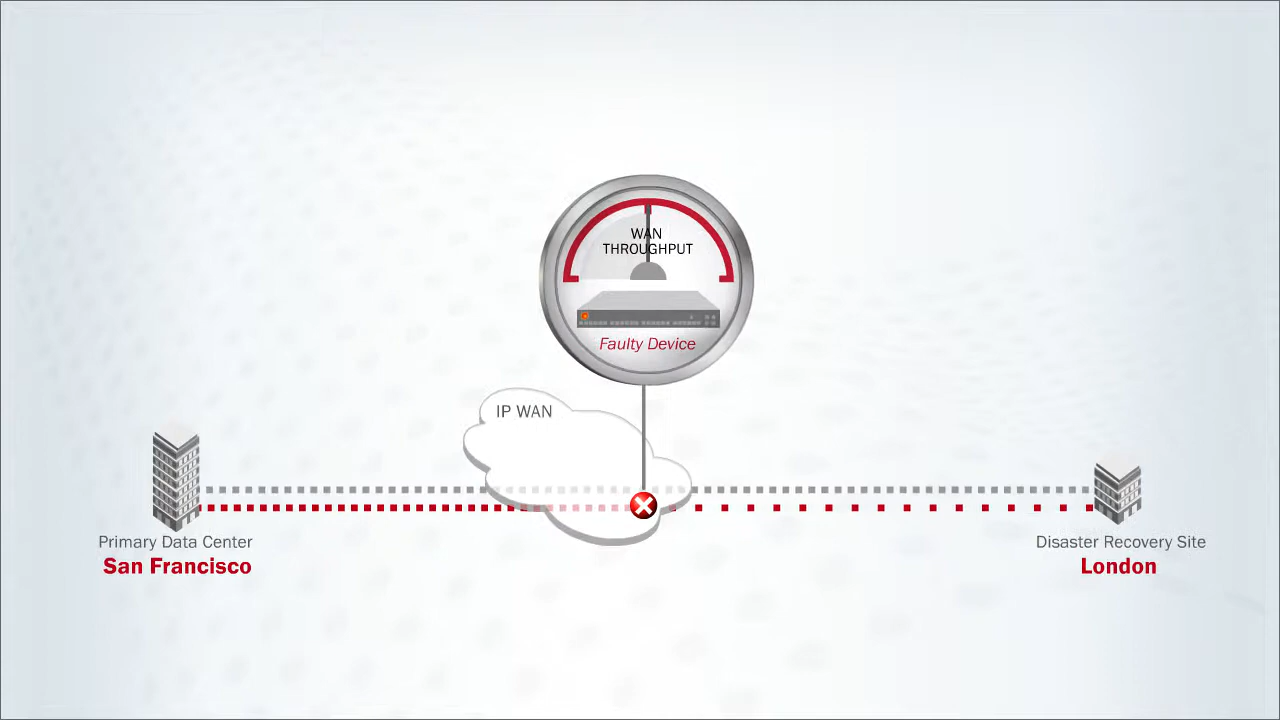 WAN
THROUGHPUT
Faulty Device
IP WAN
Primary Data Center
San Francisco
Disaster Recovery Site
London